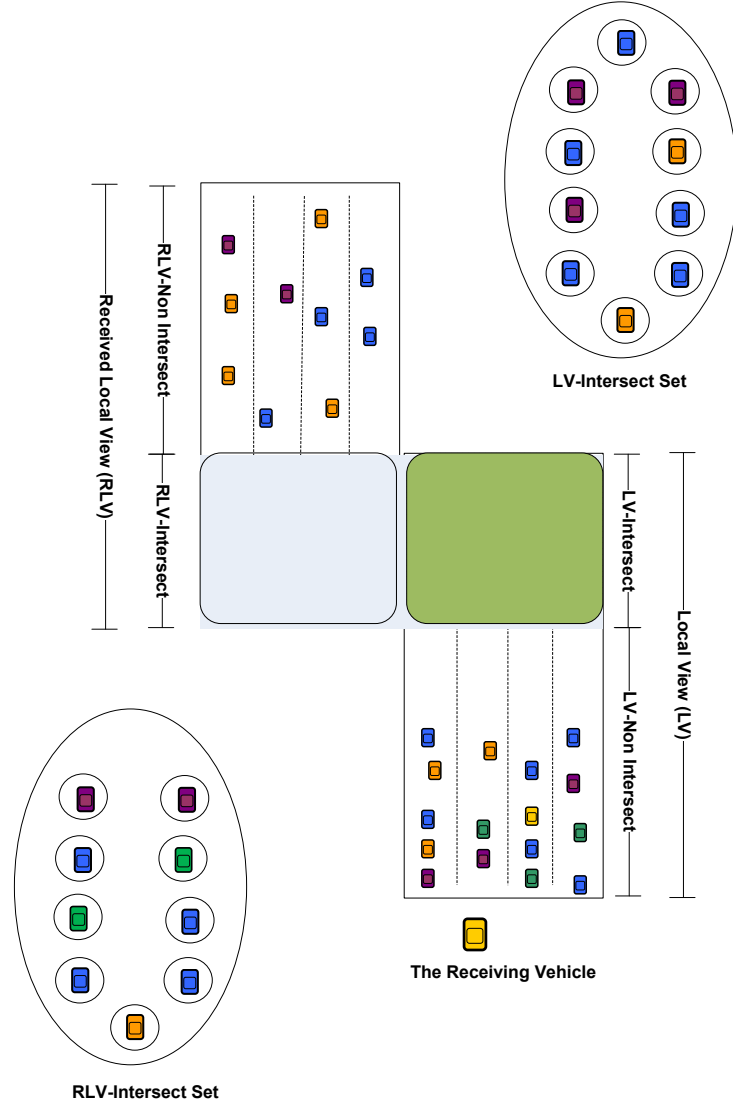 LV-Intersect Set
Received Local View (RLV)
RLV-Non Intersect
RLV-Intersect
LV-Intersect
Local View (LV)
LV-Non Intersect
The Receiving Vehicle
RLV-Intersect Set